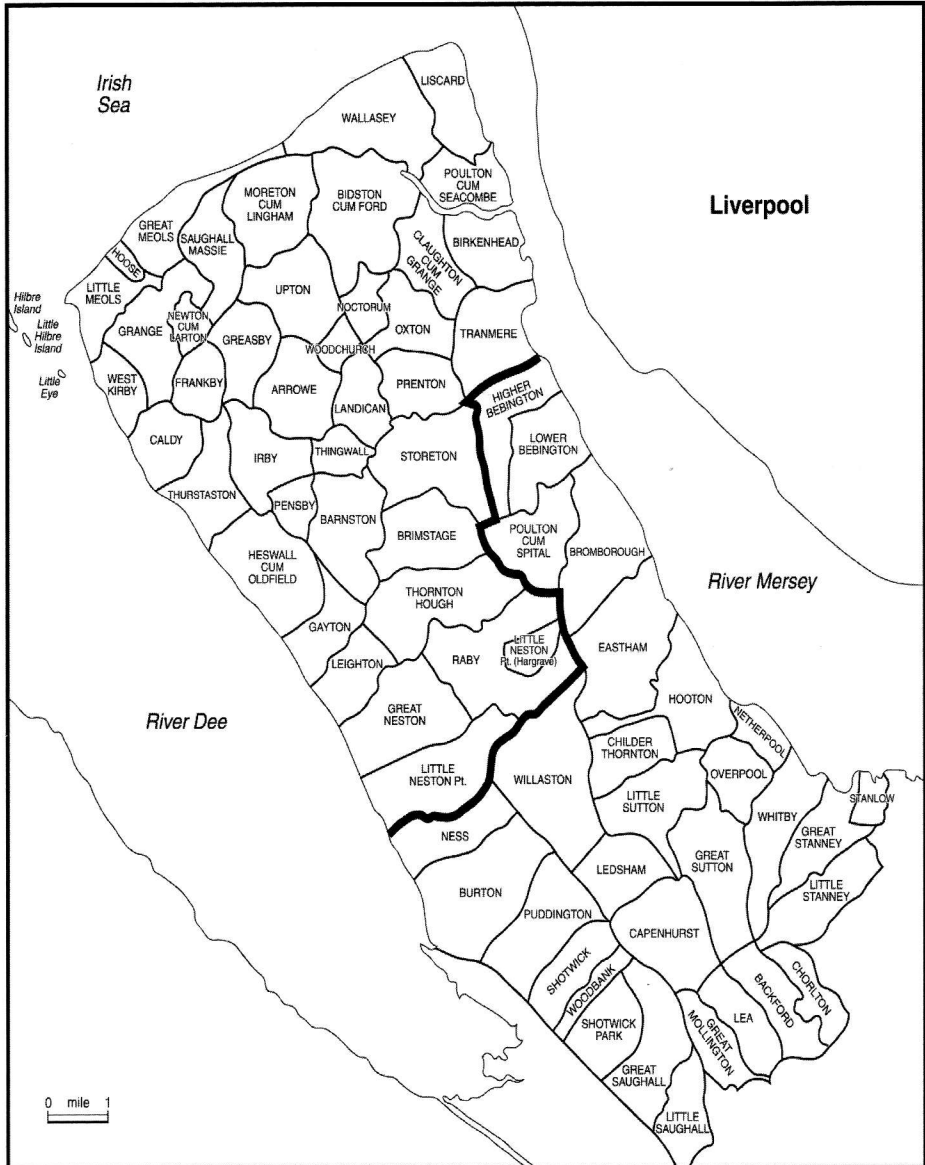 Irish
Sea
LISCARD
WALLASEY
POULTON
CUM
SEACOMBE
Liverpool
MORETON
CUM
LINGHAM
BIDSTON
CUM FORD
GREAT
MEOLS
SAUGHALL
MASSIE
HOOSE
CLAUGHTON
CUM
GRANGE
BIRKENHEAD
LITTLE
MEOLS
UPTON
NOCTORUM
Hilbre
Island
Little
Hilbre
Island
Little
Eye
GRANGE
NEWTON
CUM
LARTON
GREASBY
OXTON
TRANMERE
WOODCHURCH
WEST
KIRBY
FRANKBY
ARROWE
LANDICAN
PRENTON
HIGHER
BEBINGTON
CALDY
IRBY
THINGWALL
STORETON
LOWER
BEBINGTON
THURSTASTON
PENSBY
BARNSTON
BRIMSTAGE
POULTON
CUM
SPITAL
BROMBOROUGH
HESWALL
CUM
OLDFIELD
River Mersey
THORNTON
HOUGH
GAYTON
LEIGHTON
RABY
LITTLE
NESTON
Pt. (Hargrave)
EASTHAM
River Dee
GREAT
NESTON
HOOTON
NETHERPOOL
LITTLE
NESTON Pt.
WILLASTON
CHILDER
THORNTON
OVERPOOL
LITTLE
SUTTON
STANLOW
WHITBY
GREAT
STANNEY
NESS
GREAT
SUTTON
LEDSHAM
LITTLE
STANNEY
BURTON
PUDDINGTON
CAPENHURST
SHOTWICK
WOODBANK
CHORLTON
BACKFORD
LEA
GREAT
MOLLINGTON
SHOTWICK
PARK
GREAT
SAUGHALL
LITTLE
SAUGHALL
0 mile 1